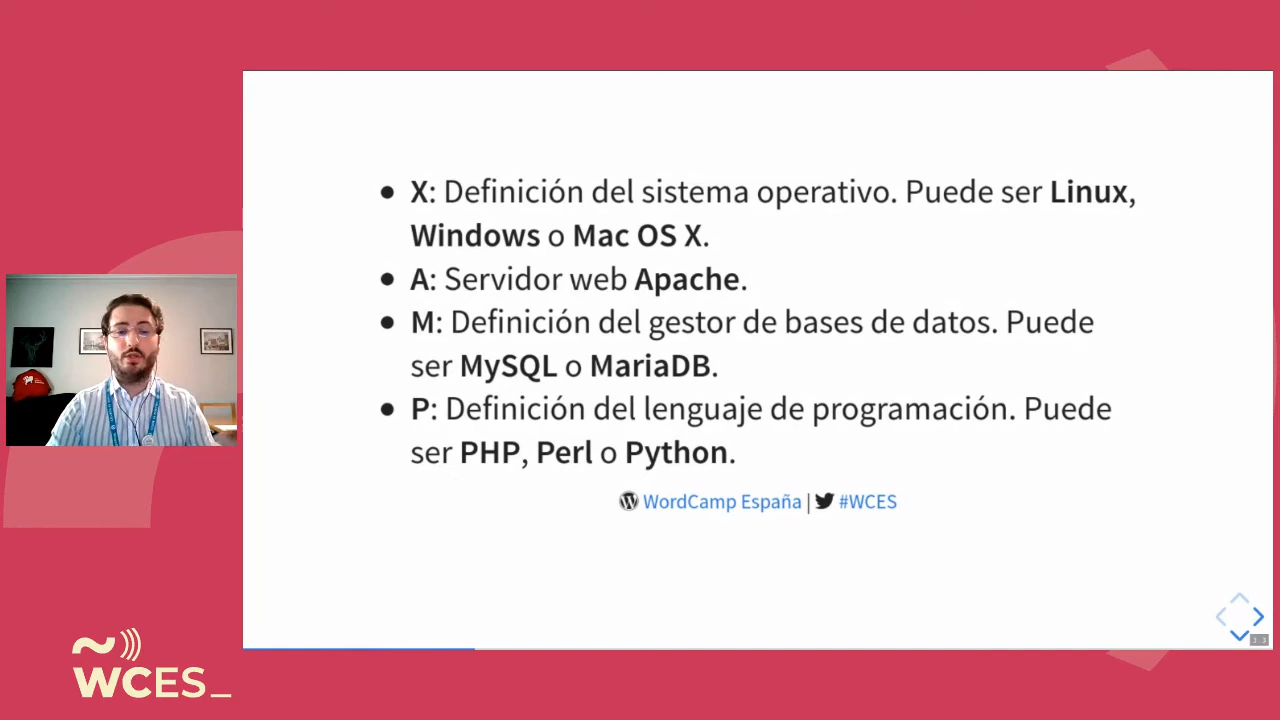 X: Definición del sistema operativo. Puede ser Linux,
Windows o Mac OS X.
A: Servidor web Apache.
M: Definición del gestor de bases de datos. Puede
ser MySQL o MariaDB.
P: Definición del lenguaje de programación. Puede
ser PHP, Perl o Python.
WordCamp España | #WCES
WCES_